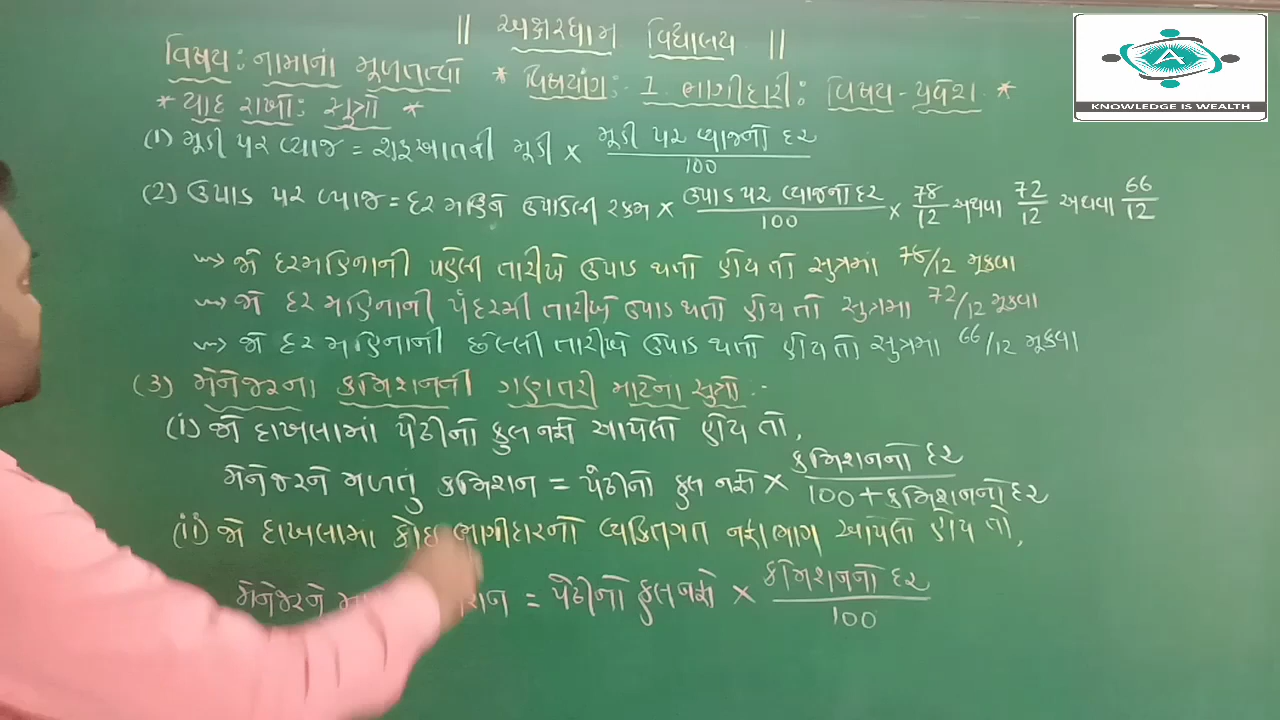 || અક્ષરધામ વિદ્યાલય ||
વિષય: નામાનાં મૂળતત્વો * વિષયાંગ:- 1 ભાગીદારી: વિષય-પ્રવેશ *
* યાદ રાખો: સુત્રો *
(1) મૂડી પર વ્યાજ = શરૂઆતની મૂડી × મૂડી પર વ્યાજનો દર / 100
(2) ઉપાડ પર વ્યાજ = દર મહિને ઉપાડેલી રકમ × ઉપાડ પર વ્યાજનો દર / 100 × 78/12 અથવા 72/12 અથવા 66/12
જો દરમહિનાની પહેલી તારીખે ઉપાડ થતો હોય તો સુત્રમાં 78/12 મૂકવા
જો દર મહિનાની પંદરમી તારીખે ઉપાડ થતો હોય તો સુત્રમા 72/12 મૂકવા
જો દર મહિનાની છેલ્લી તારીખે ઉપાડ થતો હોય તો સુત્રમા 66/12 મૂકવા
(3) મેનેજરના કમિશનની ગણતરી માટેના સુત્રો :-
(i) જો દાખલામાં પેઢીનો કુલ નફો આપેલો હોય તો,
મેનેજરને મળતું કમિશન = પેઢીનો કુલ નફો × કમિશનનો દર / 100 + કમિશનનો દર
(ii) જો દાખલામાં કોઇ ભાગીદારનો વ્યક્તિગત નફાભાગ આપેલો હોય તો,
મેનેજરને = પેઢીનો કુલ નફો × કમિશનનો દર / 100
KNOWLEDGE IS WEALTH